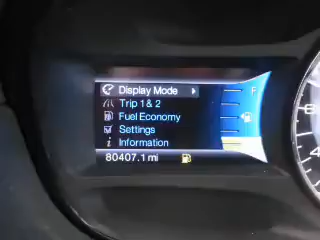 Display Mode
Trip 1 & 2
Fuel Economy
Settings
Information
80407.1 mi
F